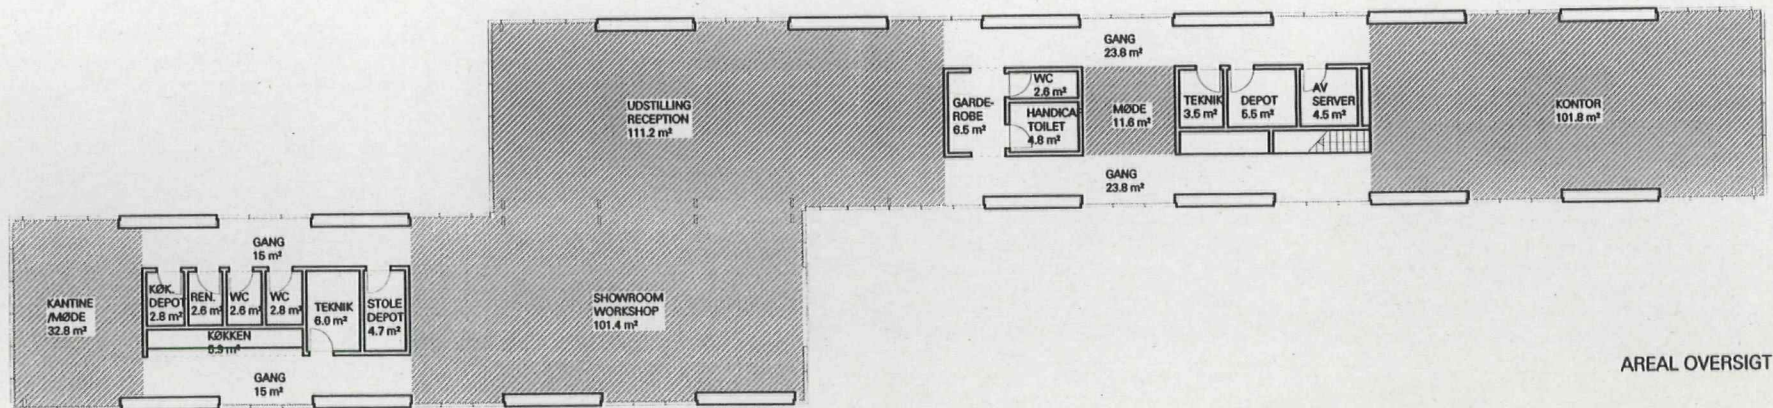 GANG
23.8 m²
UDSTILLING
RECEPTION
111.2 m²
GARDE-
ROBE
6.5 m²
WC
2.6 m²
HANDICAP
TOILET
4.8 m²
MØDE
11.6 m²
TEKNIK
3.5 m²
DEPOT
5.5 m²
AV
SERVER
4.5 m²
KONTOR
101.8 m²
GANG
23.8 m²
GANG
15 m²
KANTINE
/MØDE
32.8 m²
KØK.
DEPOT
2.8 m²
REN.
2.6 m²
WC
2.6 m²
WC
2.8 m²
TEKNIK
6.0 m²
STOLE
DEPOT
4.7 m²
KØKKEN
SHOWROOM
WORKSHOP
101.4 m²
GANG
15 m²
AREAL OVERSIGT